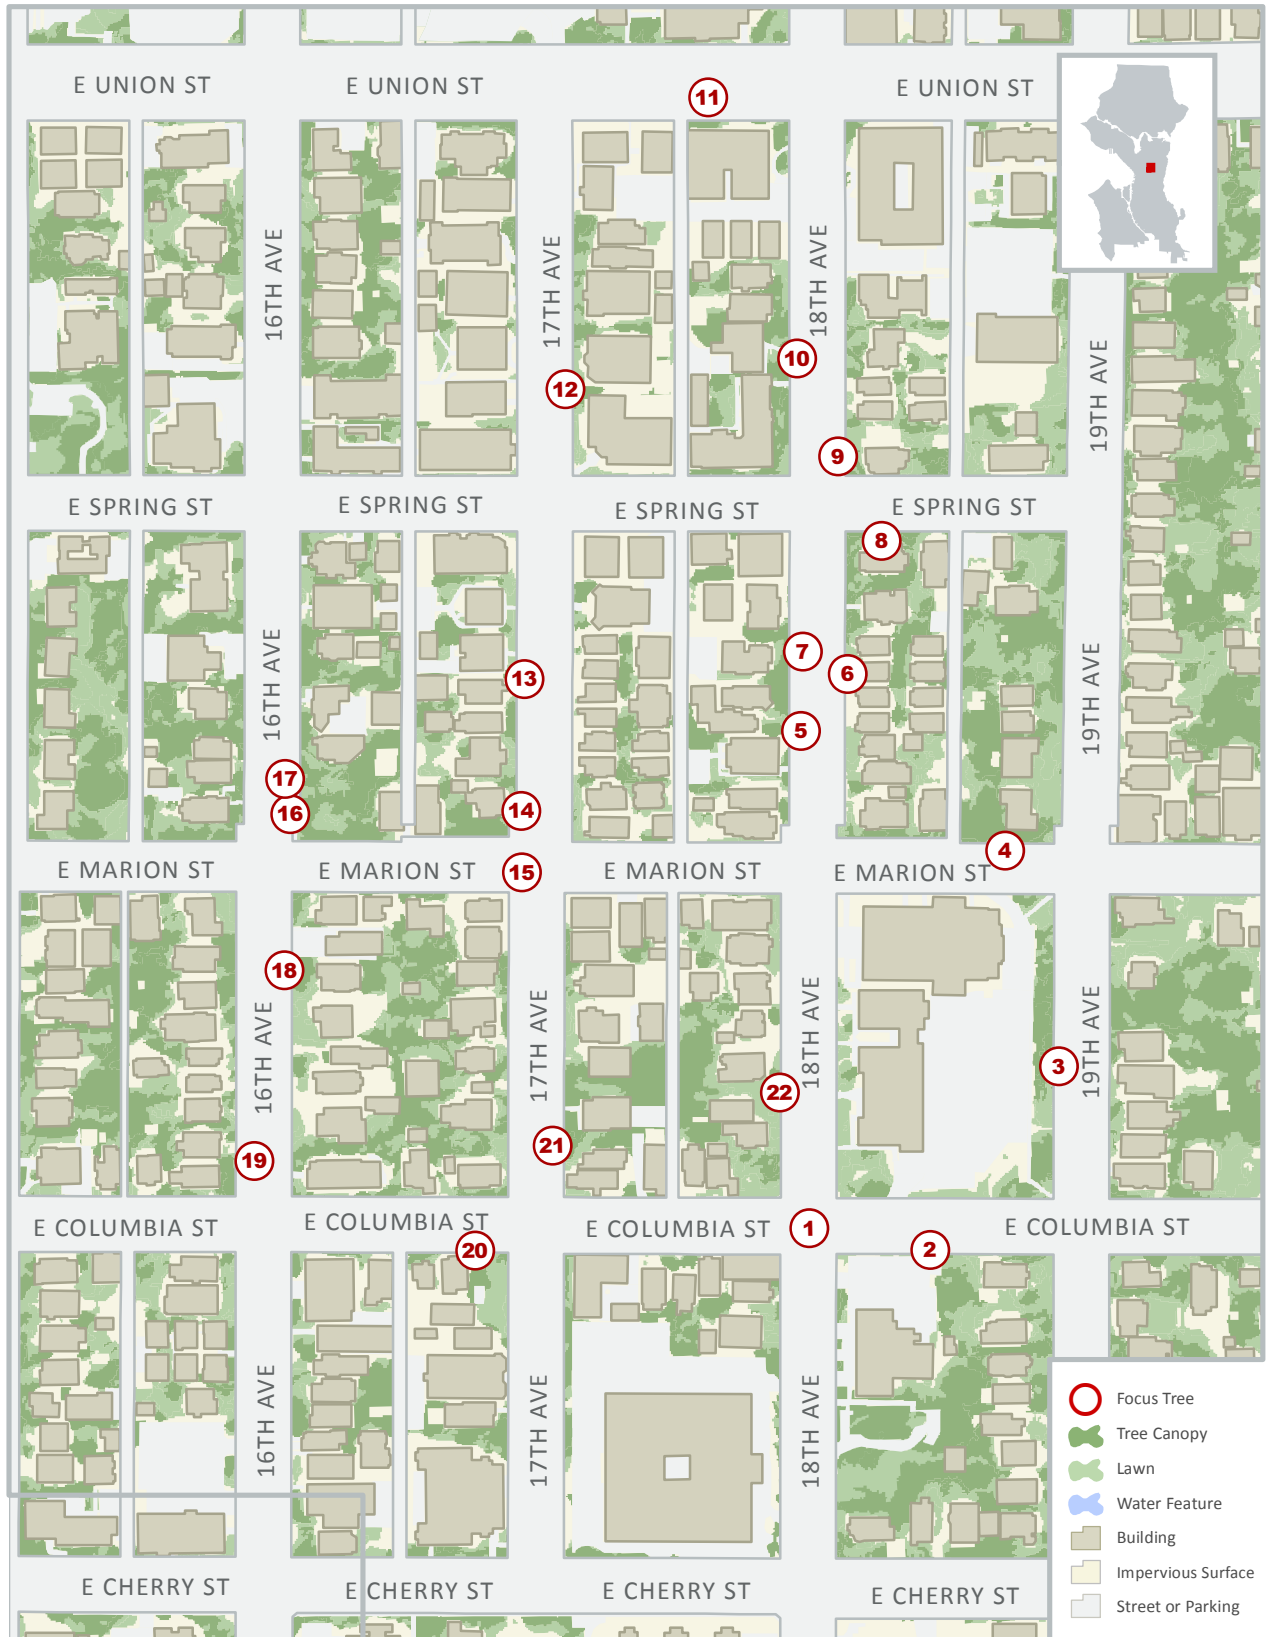 E UNION ST
E UNION ST
11
E UNION ST
16TH AVE
17TH AVE
18TH AVE
10
12
19TH AVE
9
E SPRING ST
E SPRING ST
E SPRING ST
E SPRING ST
8
16TH AVE
7
6
13
19TH AVE
5
17
16
14
4
E MARION ST
E MARION ST
15
E MARION ST
E MARION ST
18
16TH AVE
17TH AVE
18TH AVE
19TH AVE
3
22
21
19
E COLUMBIA ST
E COLUMBIA ST
E COLUMBIA ST
1
E COLUMBIA ST
20
2
16TH AVE
17TH AVE
18TH AVE
Focus Tree
Tree Canopy
Lawn
Water Feature
Building
Impervious Surface
Street or Parking
E CHERRY ST
E CHERRY ST
E CHERRY ST
E CHERRY ST